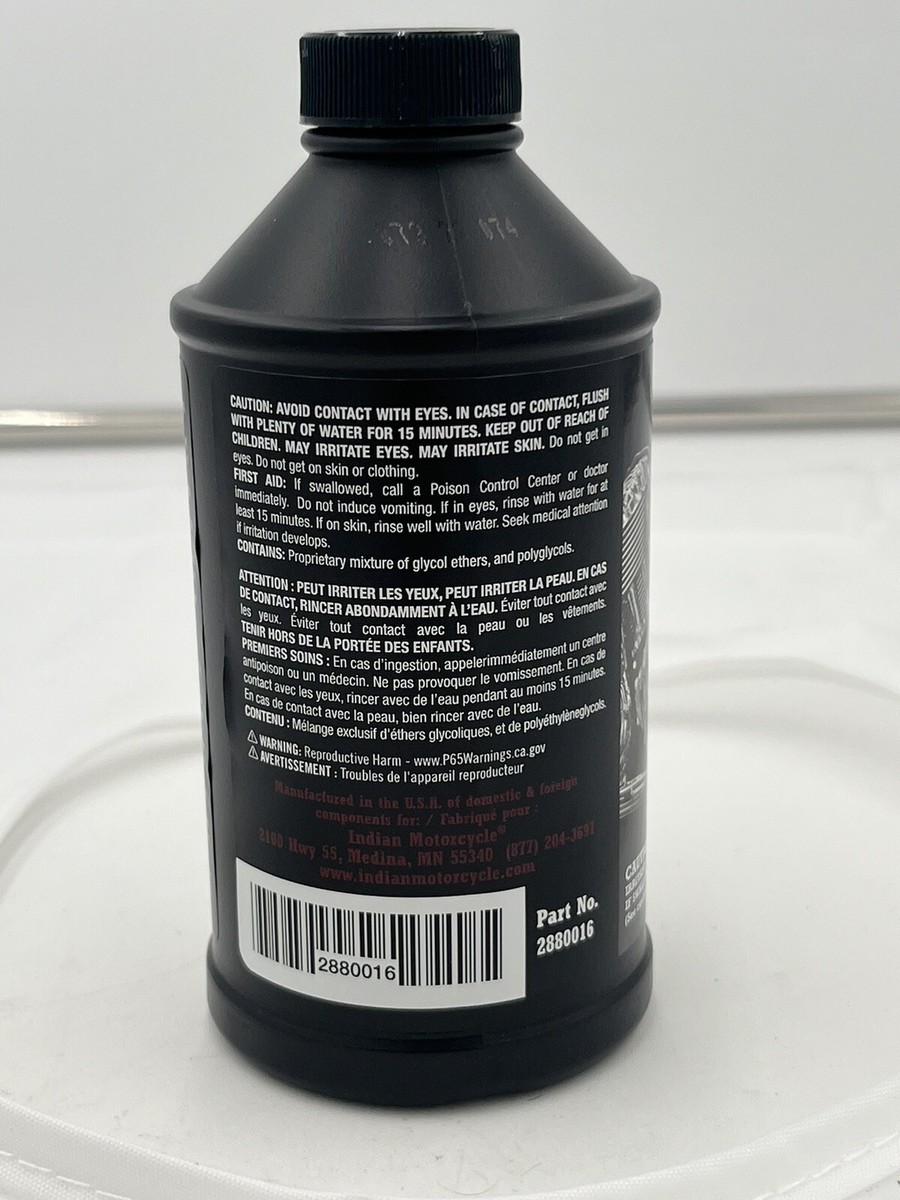 CAUTION: AVOID CONTACT WITH EYES. IN CASE OF CONTACT, FLUSH
WITH PLENTY OF WATER FOR 15 MINUTES. KEEP OUT OF REACH OF
CHILDREN. MAY IRRITATE EYES. MAY IRRITATE SKIN. Do not get in
eyes. Do not get on skin or clothing.
FIRST AID: If swallowed, call a Poison Control Center or doctor
immediately. Do not induce vomiting. If in eyes, rinse with water for at
least 15 minutes. If on skin, rinse well with water. Seek medical attention
if irritation develops.
CONTAINS: Proprietary mixture of glycol ethers, and polyglycols.
ATTENTION : PEUT IRRITER LES YEUX, PEUT IRRITER LA PEAU. EN CAS
DE CONTACT, RINCER ABONDAMMENT À L'EAU. Éviter tout contact avec
les yeux. Éviter tout contact avec la peau ou les vêtements.
TENIR HORS DE LA PORTÉE DES ENFANTS.
PREMIERS SOINS : En cas d'ingestion, appelerimmédiatement un centre
antipoison ou un médecin. Ne pas provoquer le vomissement. En cas de
contact avec les yeux, rincer avec de l'eau pendant au moins 15 minutes.
En cas de contact avec la peau, bien rincer avec de l'eau.
CONTENU : Mélange exclusif d'éthers glycoliques, et de polyéthylèneglycols.
⚠ WARNING: Reproductive Harm - www.P65Warnings.ca.gov
⚠ AVERTISSEMENT : Troubles de l'appareil reproducteur
Manufactured in the U.S.A. of domestic & foreign
components for: / Fabriqué pour :
Indian Motorcycle®
2100 Hwy 55, Medina, MN 55340 (877) 204-3691
www.indianmotorcycle.com
2880016
Part No.
2880016